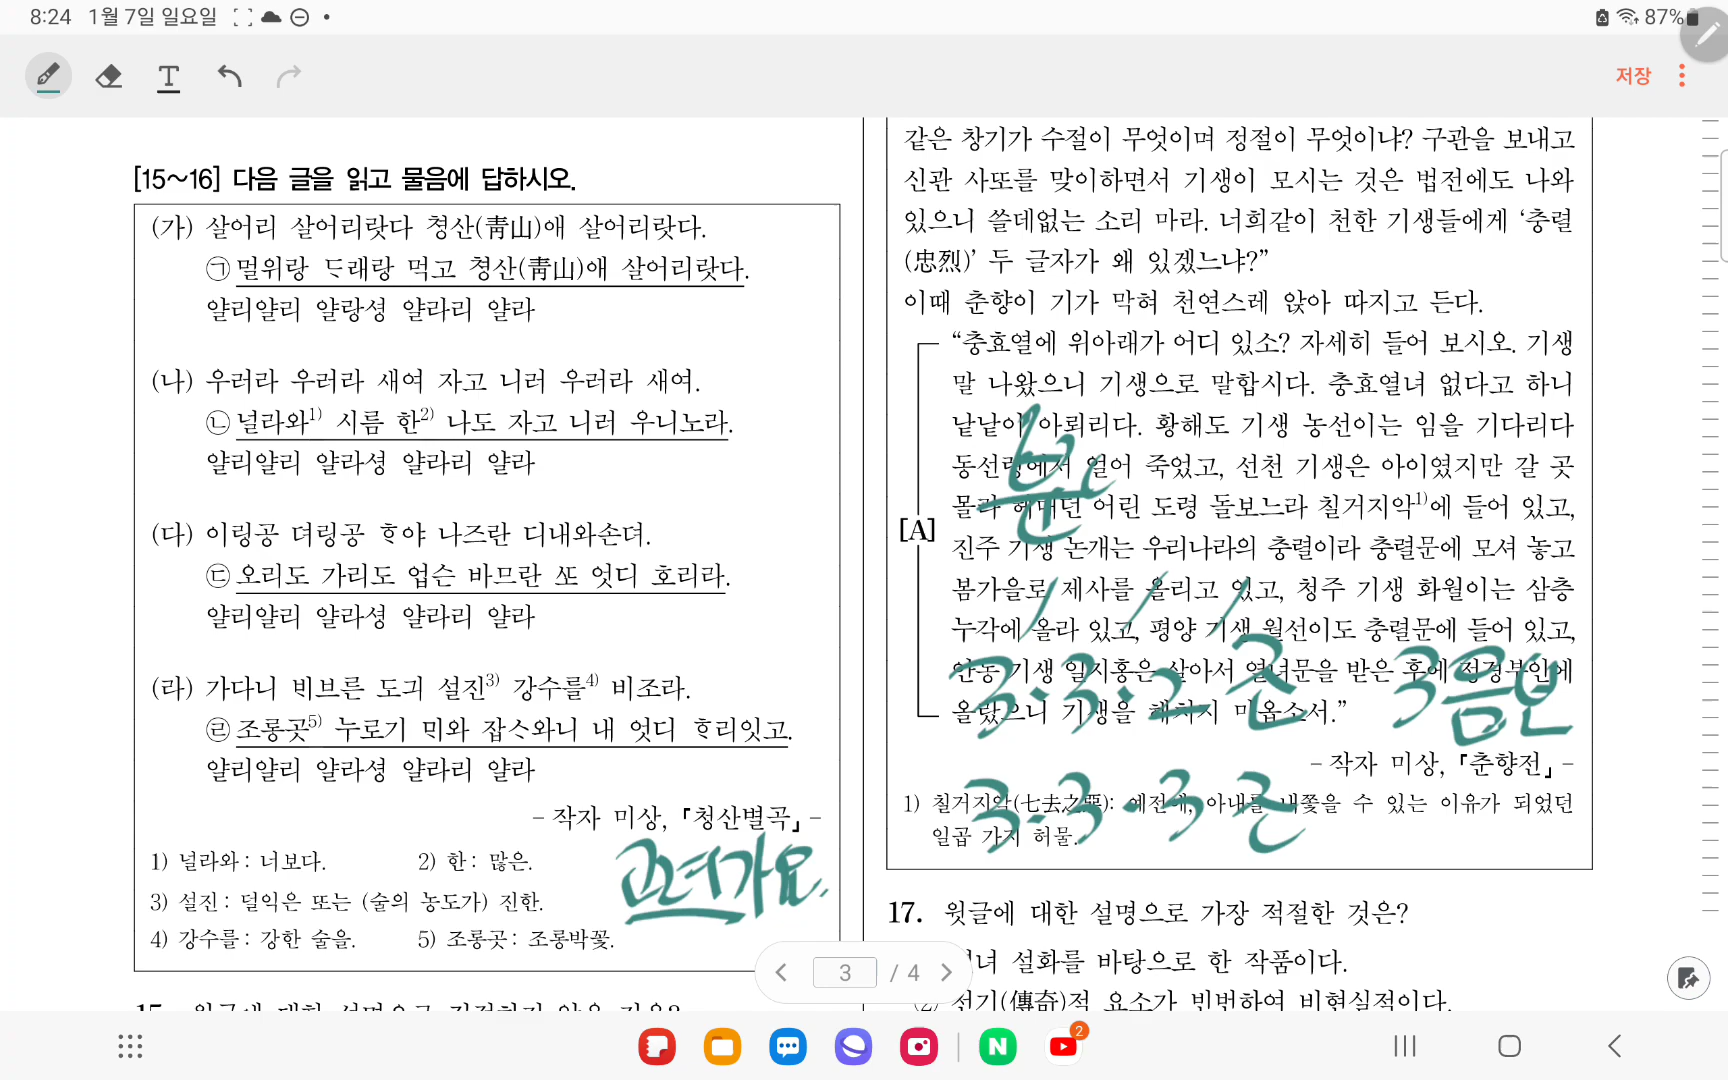 8:24 1월 7일 일요일
87%
저장
[15～16] 다음 글을 읽고 물음에 답하시오.
(가) 살어리 살어리랏다 쳥산(靑山)애 살어리랏다.
㉠ 멀위랑 ᄃᆞ래랑 먹고 쳥산(靑山)애 살어리랏다.
얄리얄리 얄랑셩 얄라리 얄라
(나) 우러라 우러라 새여 자고 니러 우러라 새여.
㉡ 널라와1) 시름 한2) 나도 자고 니러 우니노라.
얄리얄리 얄라셩 얄라리 얄라
(다) 이링공 뎌링공 ᄒᆞ야 나즈란 디내와손뎌.
㉢ 오리도 가리도 업슨 바므란 ᄯᅩ 엇디 호리라.
얄리얄리 얄라셩 얄라리 얄라
(라) 가다니 ᄇᆡ브른 도긔 설진3) 강수를4) 비조라.
㉣ 조롱곳5) 누로기 ᄆᆡ와 잡ᄉᆞ와니 내 엇디 ᄒᆞ리잇고.
얄리얄리 얄라셩 얄라리 얄라
- 작자 미상, 「청산별곡」 -
고려가요
1) 널라와 : 너보다. 2) 한 : 많은.
3) 설진 : 덜익은 또는 (술의 농도가) 진한.
4) 강수를 : 강한 술을. 5) 조롱곳 : 조롱박꽃.
같은 창기가 수절이 무엇이며 정절이 무엇이냐? 구관을 보내고
신관 사또를 맞이하면서 기생이 모시는 것은 법전에도 나와
있으니 쓸데없는 소리 마라. 너희같이 천한 기생들에게 ‘충렬
(忠烈)’ 두 글자가 왜 있겠느냐?”
이때 춘향이 기가 막혀 천연스레 앉아 따지고 든다.
[A]
“충효열에 위아래가 어디 있소? 자세히 들어 보시오. 기생
말 나왔으니 기생으로 말합시다. 충효열녀 없다고 하니
낱낱이 아뢰리다. 황해도 기생 농선이는 임을 기다리다
동선령에서 얼어 죽었고, 선천 기생은 아이였지만 갈 곳
몰라 헤매던 어린 도령 돌보느라 칠거지악1)에 들어 있고,
진주 기생 논개는 우리나라의 충렬이라 충렬문에 모셔 놓고
봄가을로 제사를 올리고 있고, 청주 기생 화월이는 삼층
누각에 올라 있고, 평양 기생 월선이도 충렬문에 들어 있고,
안동 기생 일지홍은 살아서 열녀문을 받은 후에 정경부인에
올랐으니 기생을 해치지 마옵소서.”
분
3·3·2 조 3음보
3·3·3 조
- 작자 미상, 「춘향전」 -
1) 칠거지악(七去之惡): 예전에, 아내를 내쫓을 수 있는 이유가 되었던
일곱 가지 허물.
17. 윗글에 대한 설명으로 가장 적절한 것은?
설화를 바탕으로 한 작품이다.
전기(傳奇)적 요소가 빈번하여 비현실적이다.
3 / 4
2